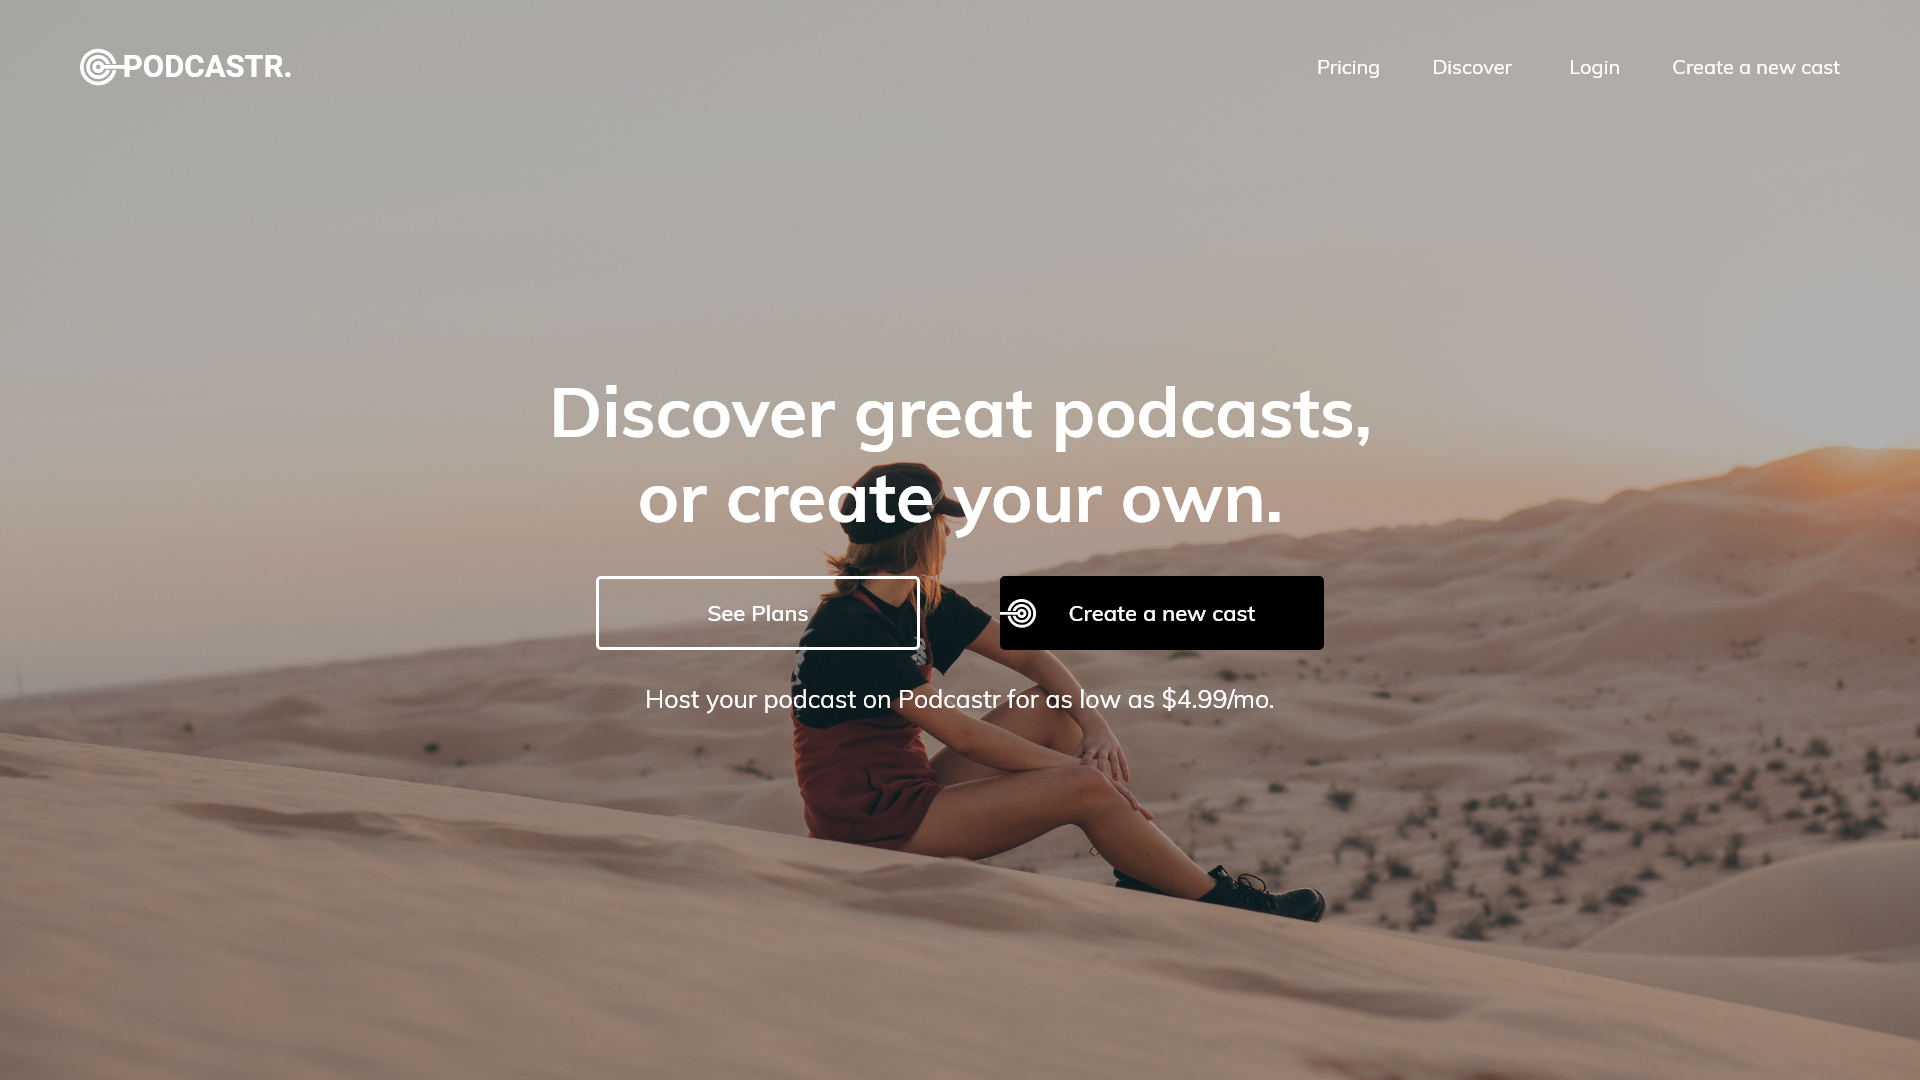 PODCASTR.
Pricing
Discover
Login
Create a new cast
Discover great podcasts,
or create your own.
See Plans
Create a new cast
Host your podcast on Podcastr for as low as $4.99/mo.